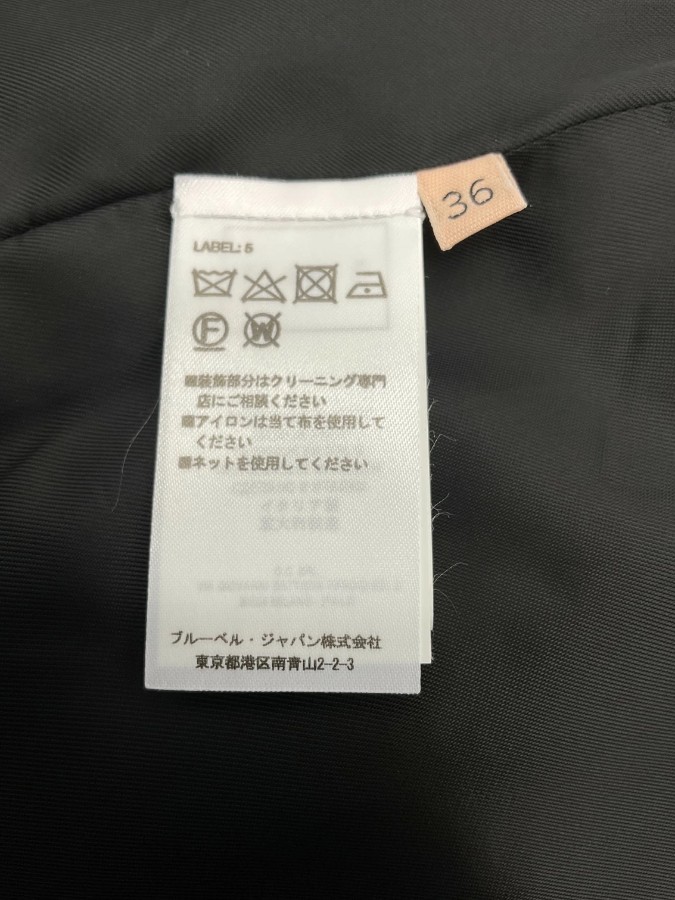 36
LABEL: 5
F
W
■装飾部分はクリーニング専門
店にご相談ください
■アイロンは当て布を使用して
ください
■ネットを使用してください
イタリア製
ブルーベル・ジャパン株式会社
東京都港区南青山2-2-3